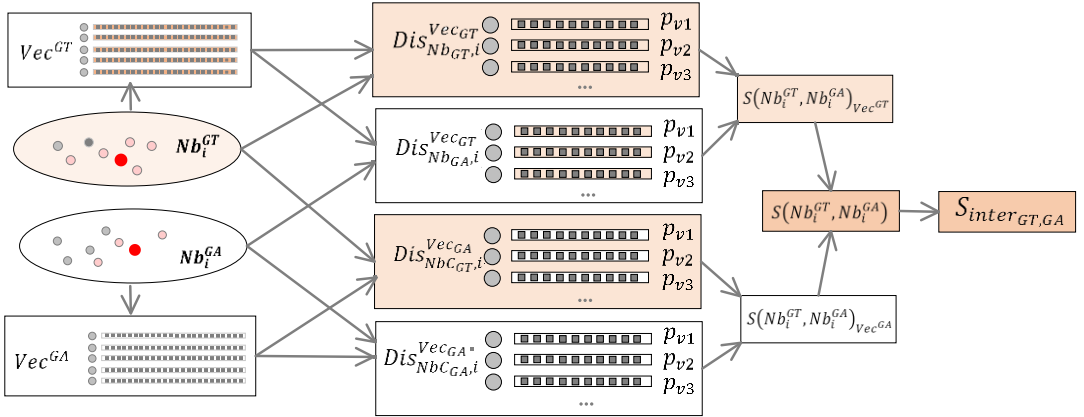 Vec^{GT}
Nb_i^{GT}
Nb_i^{GA}
Vec^{GA}
Dis_{Nb_{GT},i}^{Vec_{GT}}
p_{v1}
p_{v2}
p_{v3}
...
Dis_{Nb_{GA},i}^{Vec_{GT}}
p_{v1}
p_{v2}
p_{v3}
...
Dis_{NbC_{GT},i}^{Vec_{GA}}
p_{v1}
p_{v2}
p_{v3}
...
Dis_{NbC_{GA},i}^{Vec_{GA}}
p_{v1}
p_{v2}
p_{v3}
...
S(Nb_i^{GT}, Nb_i^{GA})_{Vec^{GT}}
S(Nb_i^{GT}, Nb_i^{GA})
S(Nb_i^{GT}, Nb_i^{GA})_{Vec^{GA}}
S_{inter_{GT,GA}}